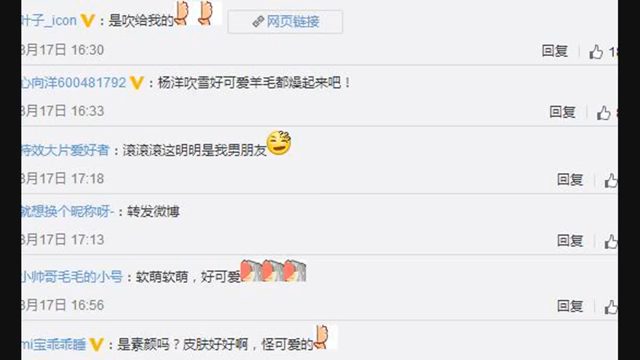 叶子_icon：是吹给我的 网页链接
3月17日 16:30 回复
心向洋600481792：杨洋吹雪好可爱羊毛都燥起来吧！
3月17日 16:33 回复
特效大片爱好者：滚滚滚这明明是我男朋友
3月17日 17:18 回复
就想换个昵称呀-：转发微博
3月17日 17:13 回复
小帅哥毛毛的小号：软萌软萌，好可爱
3月17日 16:56 回复
mi宝乖乖睡：是素颜吗？皮肤好好啊，怪可爱的